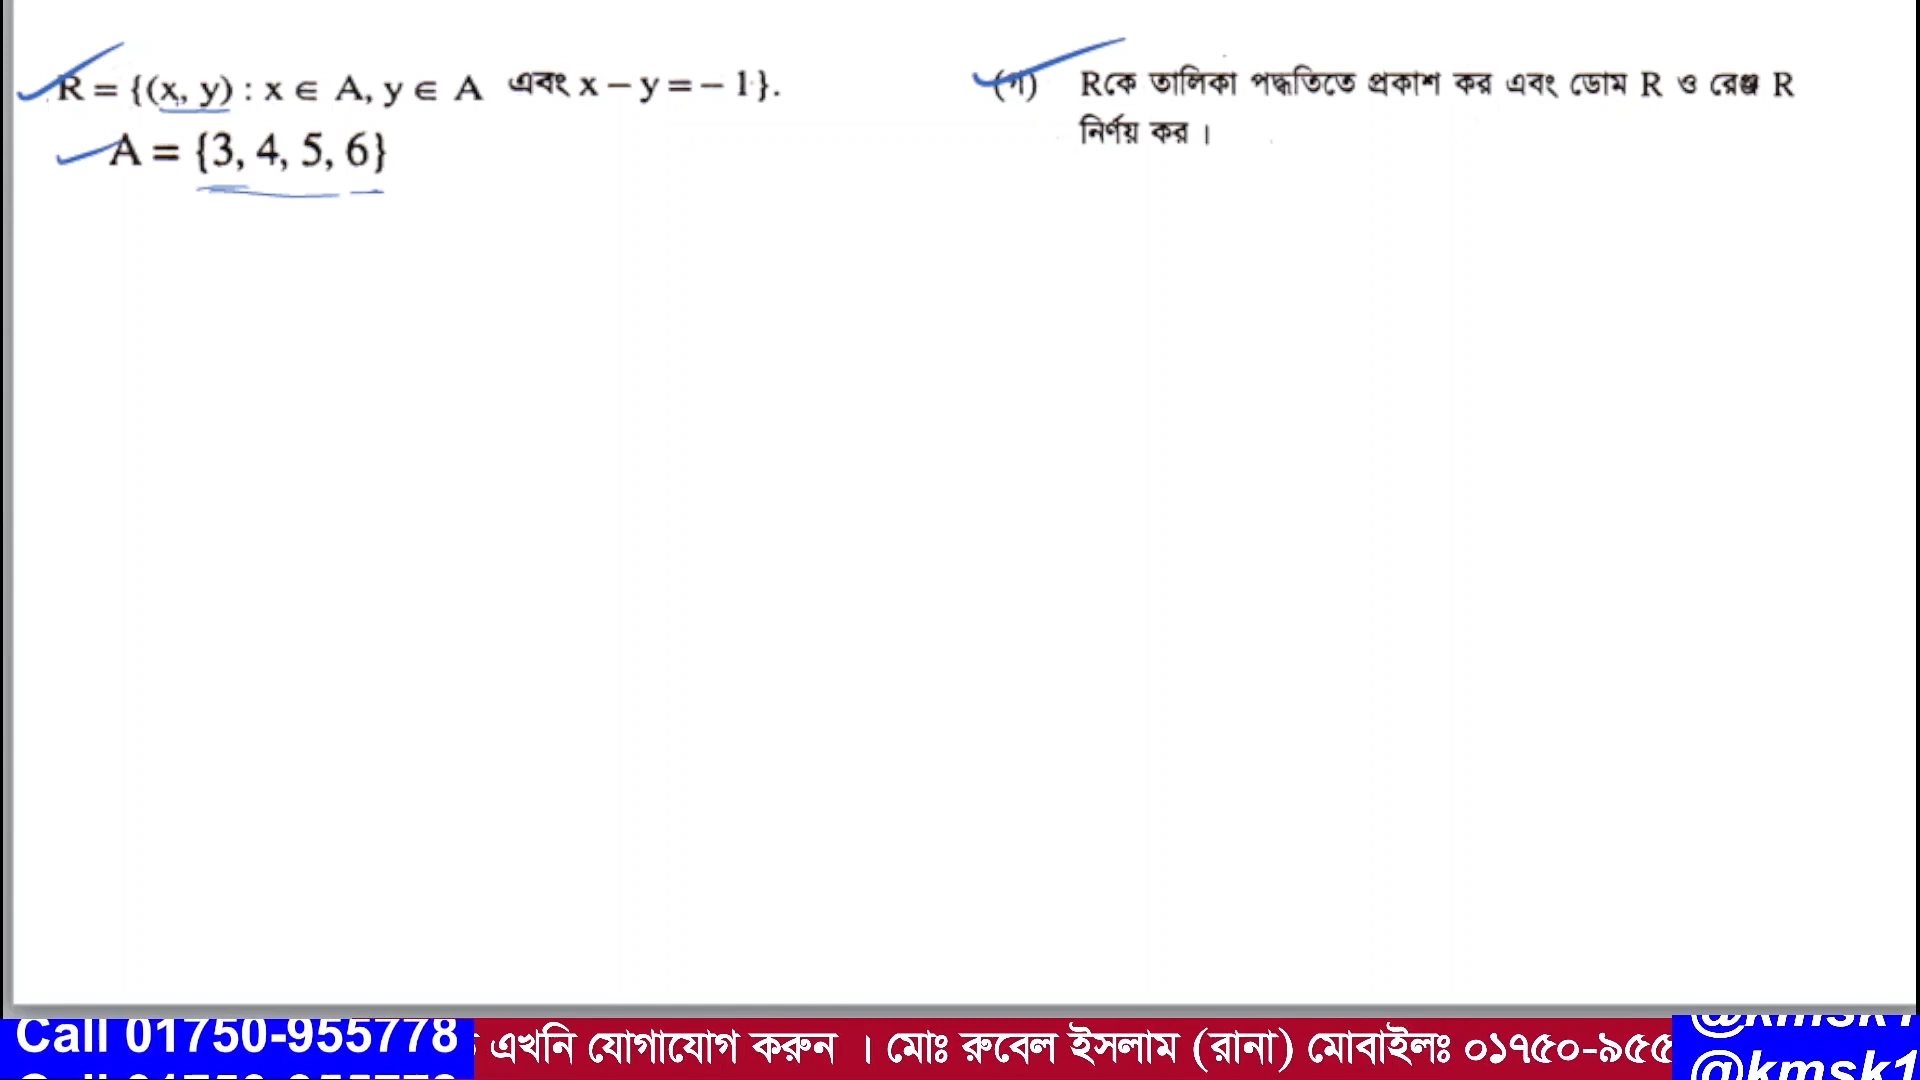 R = {(x, y) : x ∈ A, y ∈ A এবং x – y = – 1}.
A = {3, 4, 5, 6}
(গ) Rকে তালিকা পদ্ধতিতে প্রকাশ কর এবং ডোম R ও রেঞ্জ R
নির্ণয় কর।
Call 01750-955778
এখনি যোগাযোগ করুন । মোঃ রুবেল ইসলাম (রানা) মোবাইলঃ ০১৭৫০-৯৫৫
@kmsk1
@kmsk1